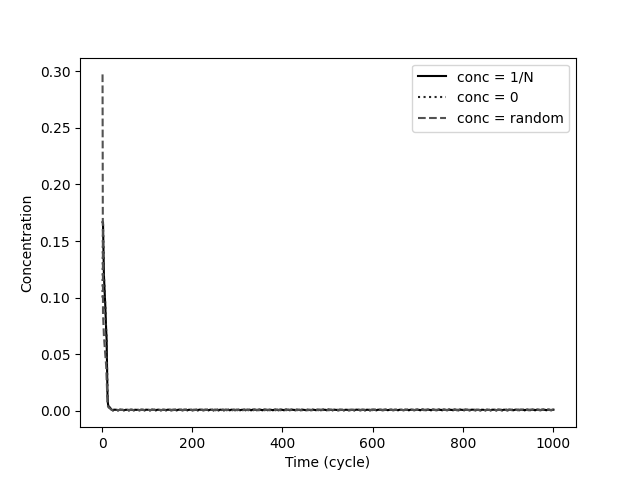 0.30
0.25
0.20
0.15
0.10
0.05
0.00
Concentration
conc = 1/N
conc = 0
conc = random
0 200 400 600 800 1000
Time (cycle)